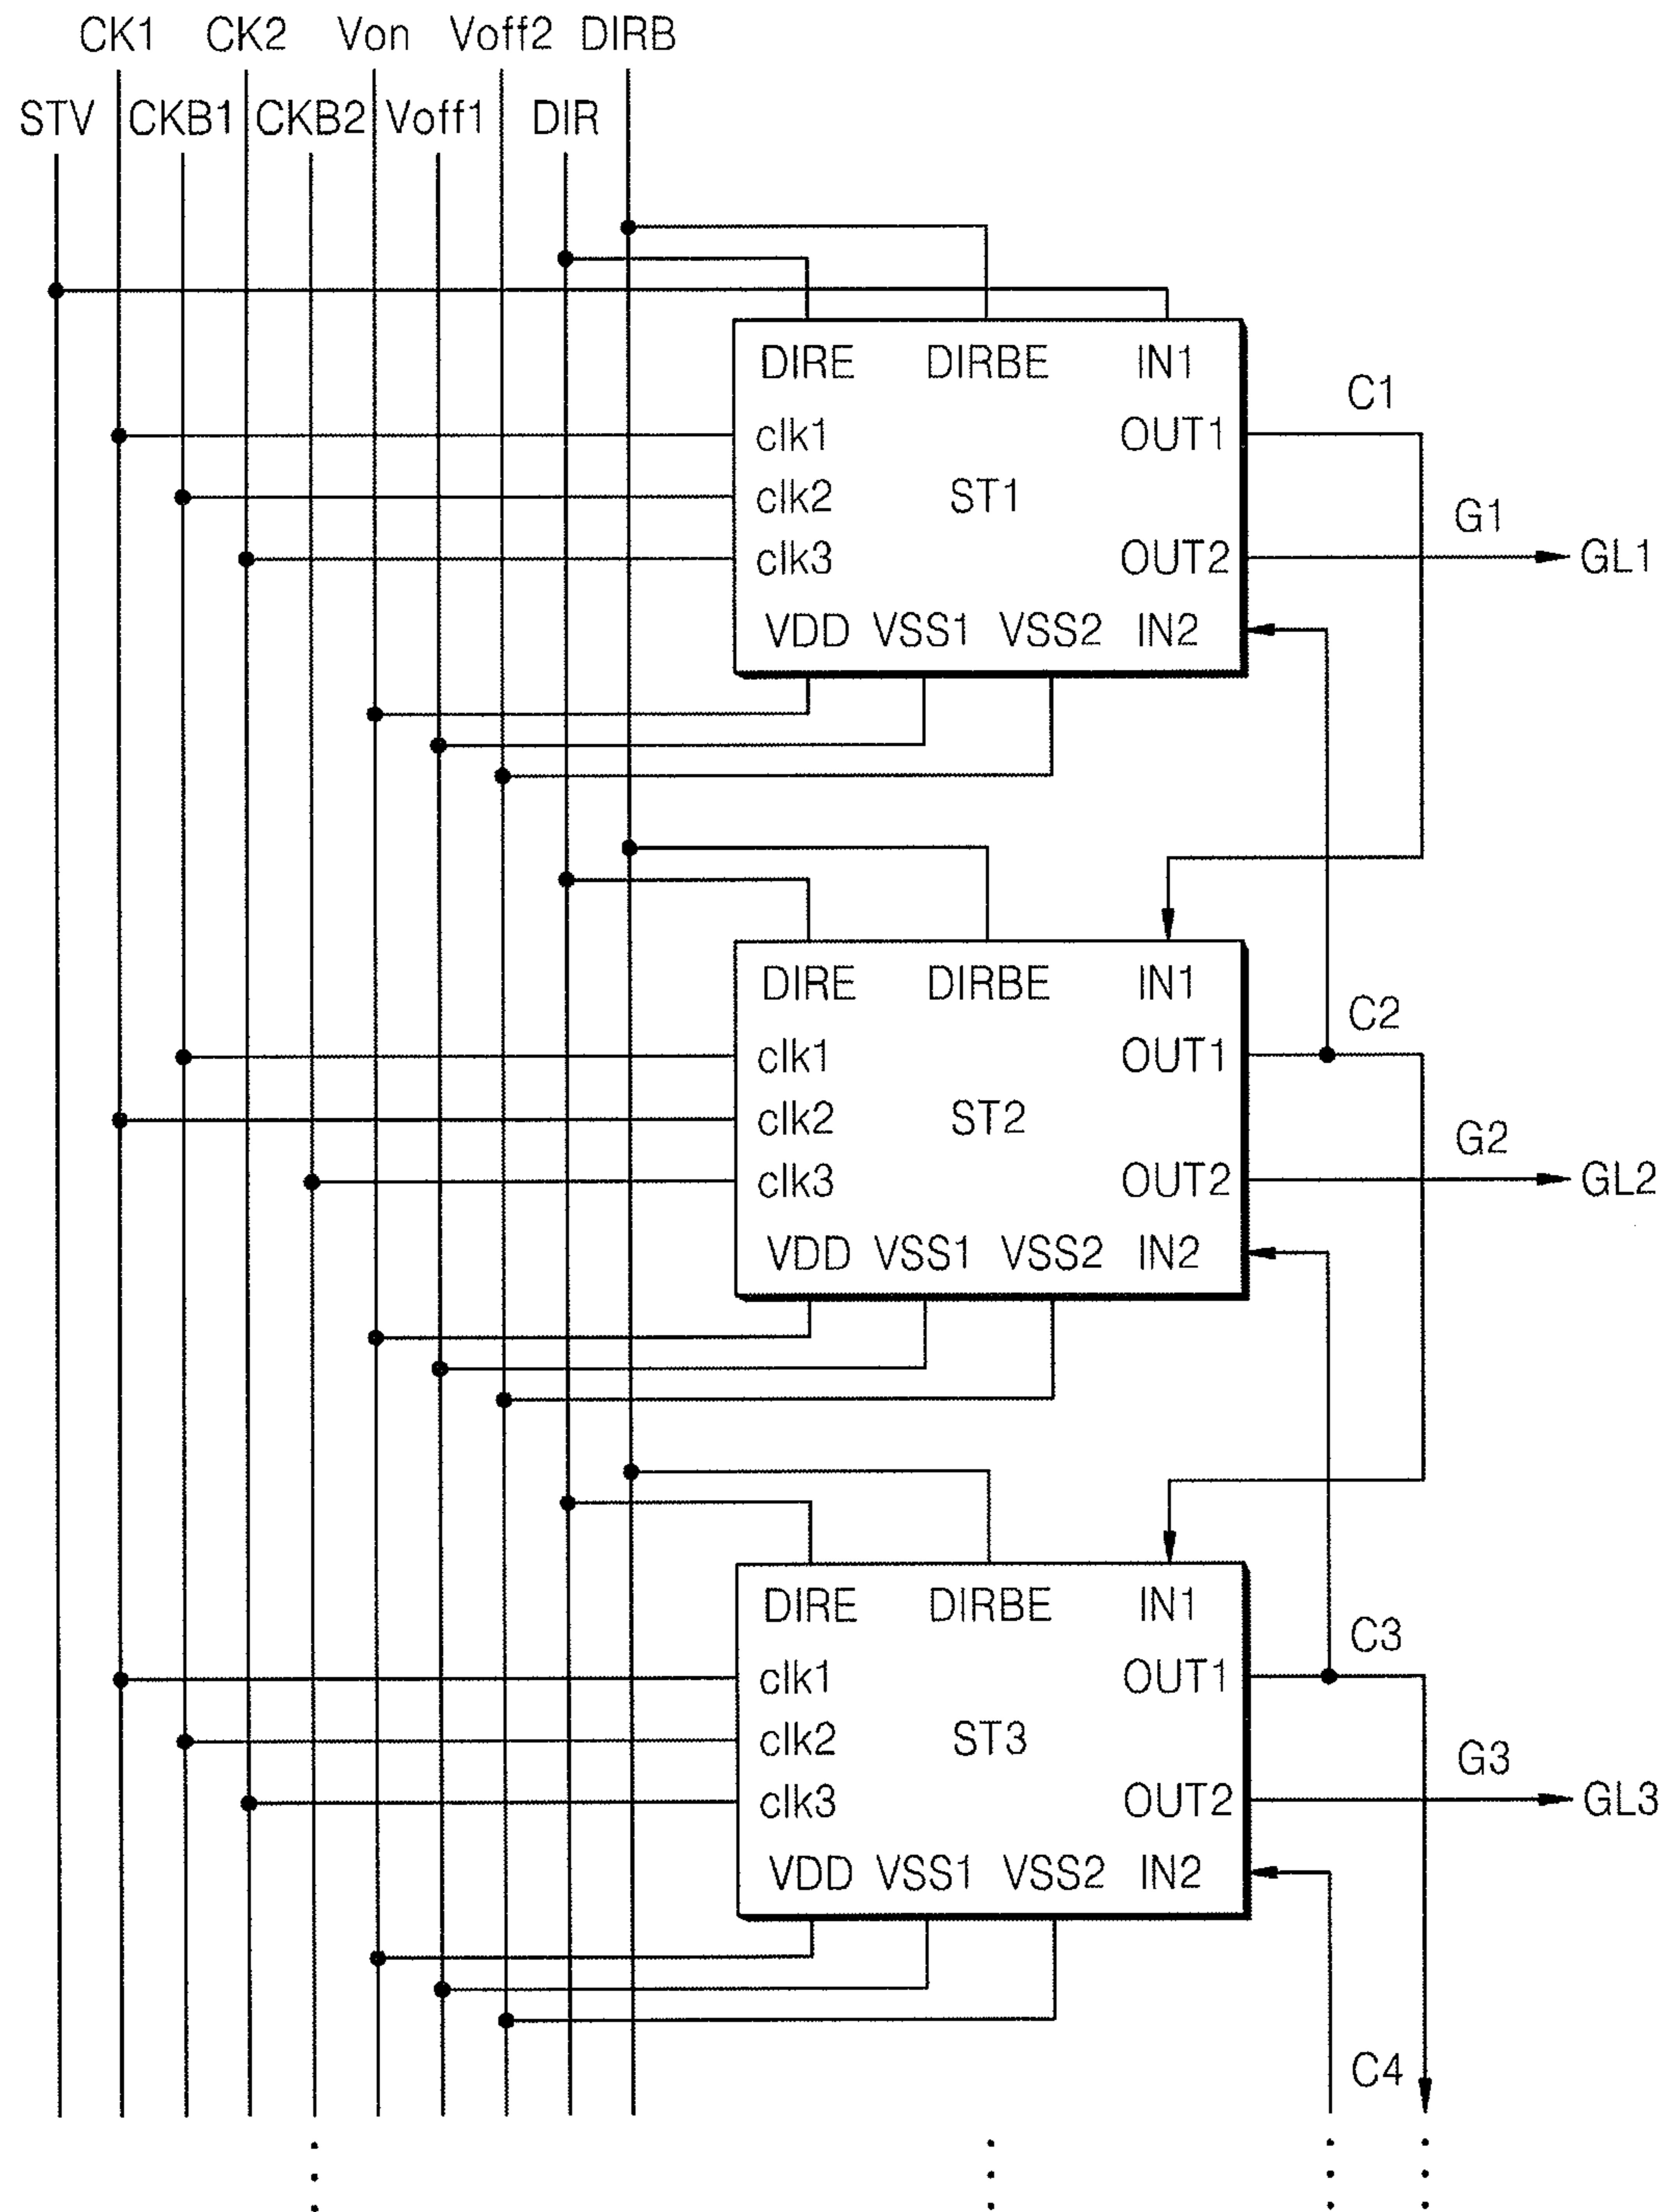 CK1 CK2 Von Voff2 DIRB
STV CKB1 CKB2 Voff1 DIR
DIRE DIRBE IN1
C1
clk1 OUT1
clk2 ST1
G1
clk3 OUT2 GL1
VDD VSS1 VSS2 IN2
DIRE DIRBE IN1
C2
clk1 OUT1
clk2 ST2
G2
clk3 OUT2 GL2
VDD VSS1 VSS2 IN2
DIRE DIRBE IN1
C3
clk1 OUT1
clk2 ST3
G3
clk3 OUT2 GL3
VDD VSS1 VSS2 IN2
C4